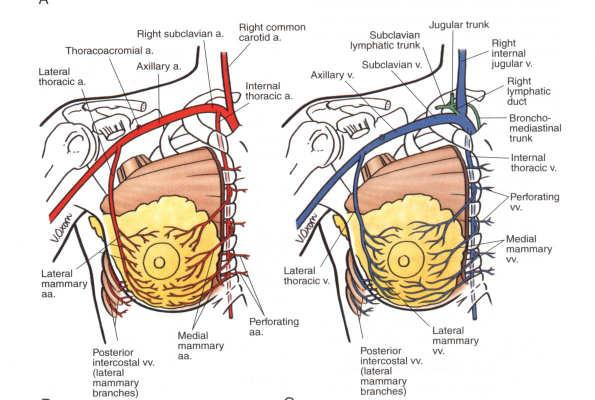 Right subclavian a.
Right common
carotid a.
Thoracoacromial a.
Axillary a.
Lateral
thoracic a.
Internal
thoracic a.
Lateral
mammary
aa.
Posterior
intercostal vv.
(lateral
mammary
branches)
Medial
mammary
aa.
Perforating
aa.
Jugular trunk
Subclavian
lymphatic trunk
Right
internal
jugular v.
Subclavian v.
Axillary v.
Right
lymphatic
duct
Broncho-
mediastinal
trunk
Internal
thoracic v.
Perforating
vv.
Medial
mammary
vv.
Lateral
thoracic v.
Lateral
mammary
vv.
Posterior
intercostal vv.
(lateral
mammary
branches)